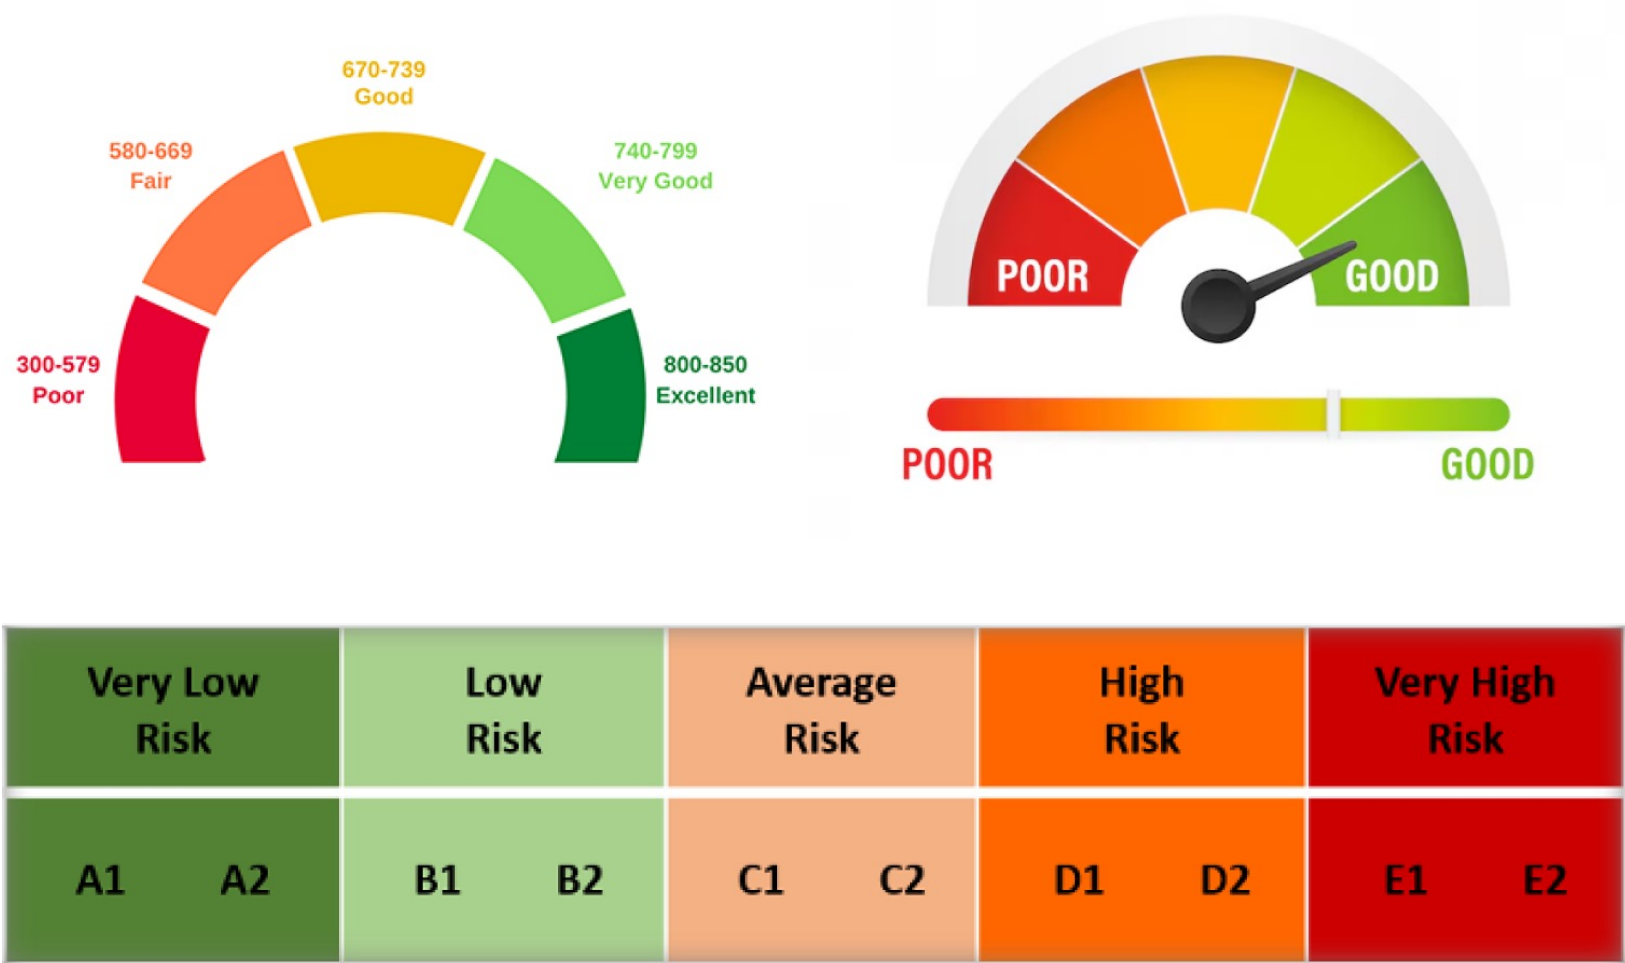 670-739
Good
580-669
Fair
740-799
Very Good
300-579
Poor
800-850
Excellent
POOR
GOOD
POOR
GOOD
Very Low
Risk
Low
Risk
Average
Risk
High
Risk
Very High
Risk
A1 A2
B1 B2
C1 C2
D1 D2
E1 E2